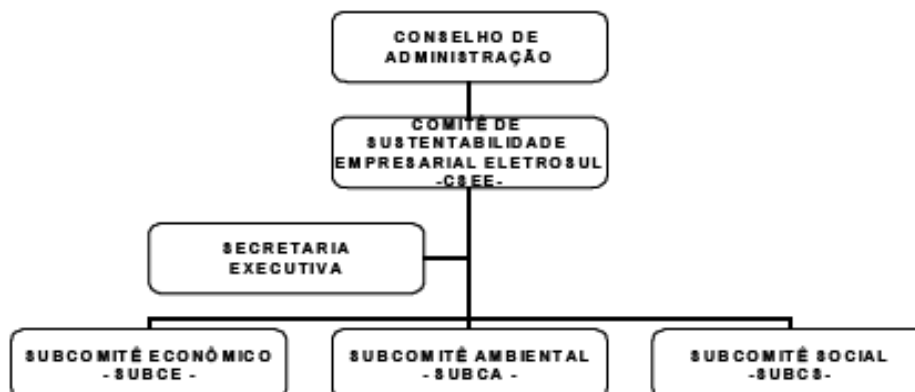 CONSELHO DE
ADMINISTRAÇÃO
COMITÊ DE
SUSTENTABILIDADE
EMPRESARIAL ELETROSUL
-CSEE-
SECRETARIA
EXECUTIVA
SUBCOMITÊ ECONÔMICO
- SUBCE -
SUBCOMITÊ AMBIENTAL
- SUBCA -
SUBCOMITÊ SOCIAL
-SUBCS-